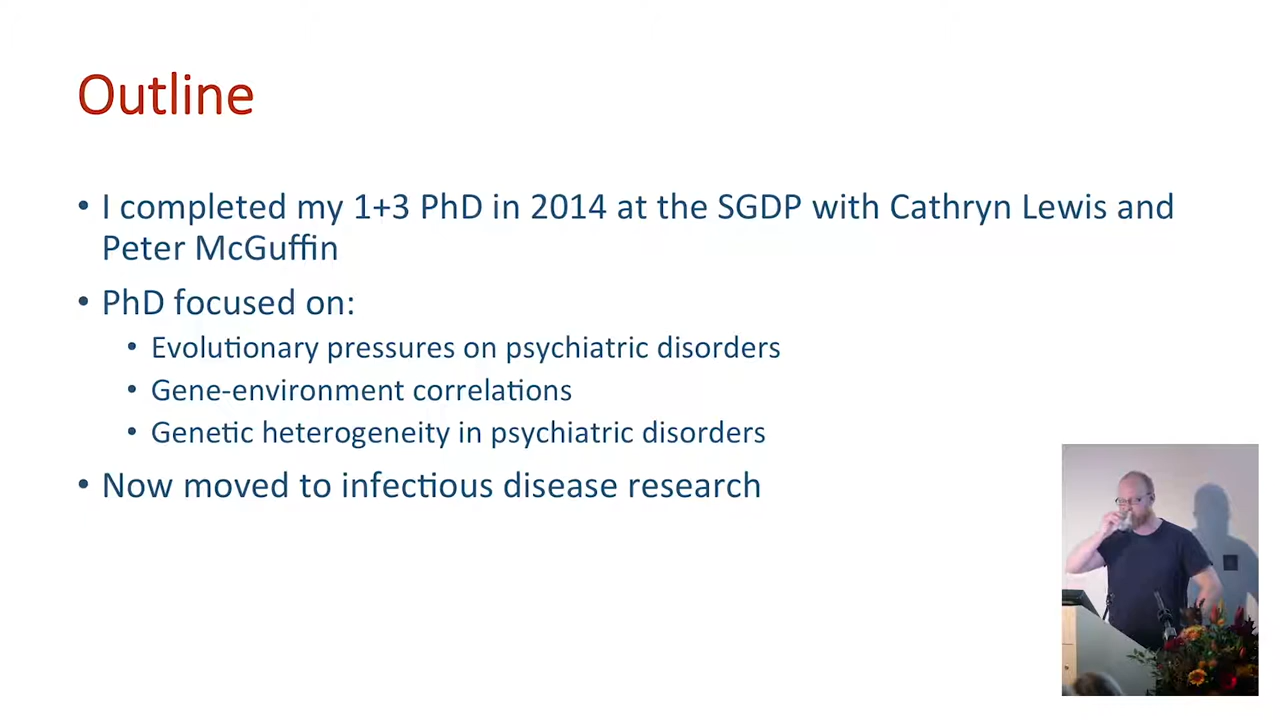 Outline
• I completed my 1+3 PhD in 2014 at the SGDP with Cathryn Lewis and
Peter McGuffin
• PhD focused on:
• Evolutionary pressures on psychiatric disorders
• Gene-environment correlations
• Genetic heterogeneity in psychiatric disorders
• Now moved to infectious disease research